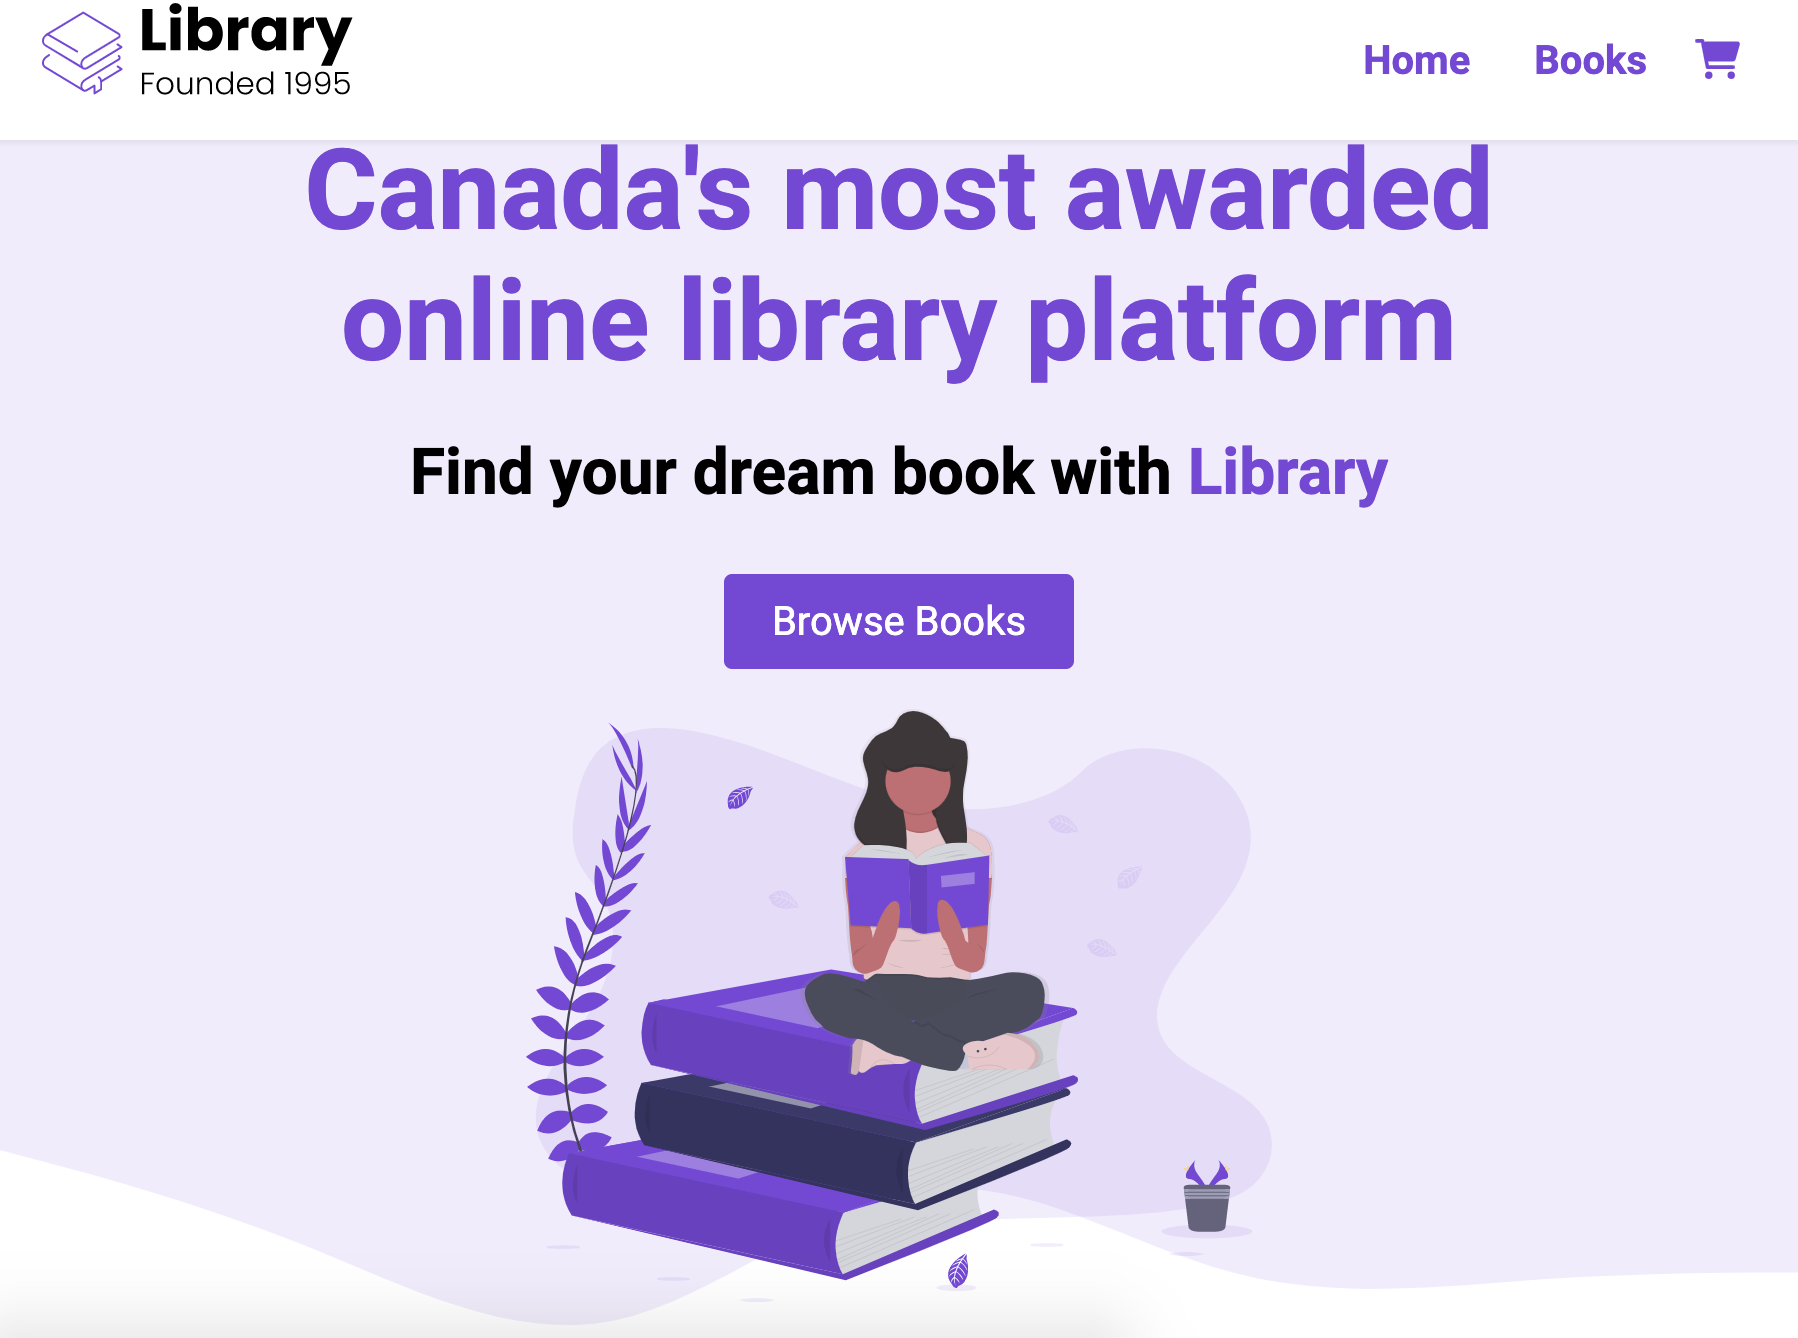 Library
Founded 1995
Home Books
Canada's most awarded
online library platform
Find your dream book with Library
Browse Books